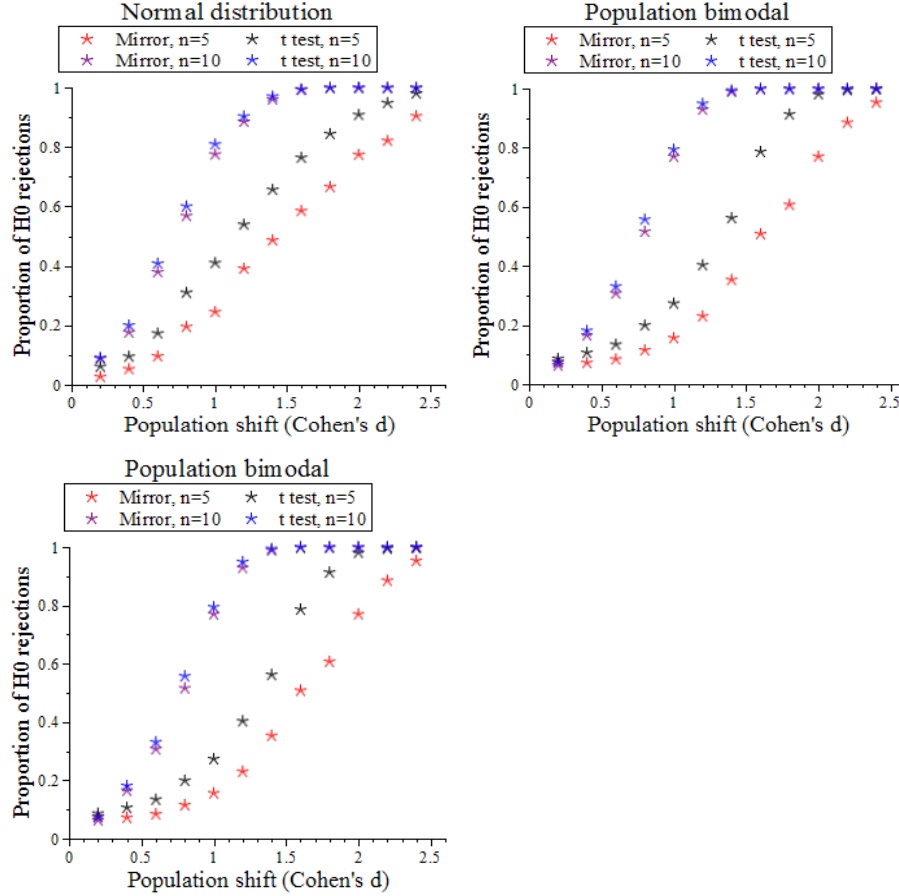 Normal distribution
Mirror, n=5
t test, n=5
Mirror, n=10
t test, n=10
Proportion of H0 rejections
1
0.8
0.6
0.4
0.2
0
0
0.5
1
1.5
2
2.5
Population shift (Cohen's d)
Population bimodal
Mirror, n=5
t test, n=5
Mirror, n=10
t test, n=10
Proportion of H0 rejections
1
0.8
0.6
0.4
0.2
0
0
0.5
1
1.5
2
2.5
Population shift (Cohen's d)
Population bimodal
Mirror, n=5
t test, n=5
Mirror, n=10
t test, n=10
Proportion of H0 rejections
1
0.8
0.6
0.4
0.2
0
0
0.5
1
1.5
2
2.5
Population shift (Cohen's d)